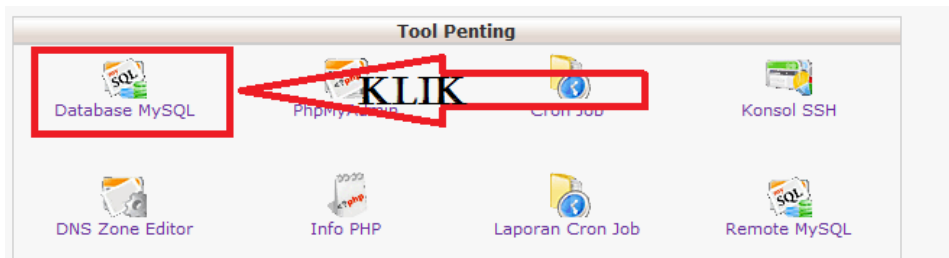 Tool Penting
KLIK
Database MySQL
PhpMyAdmin
Cron Job
Konsol SSH
DNS Zone Editor
Info PHP
Laporan Cron Job
Remote MySQL